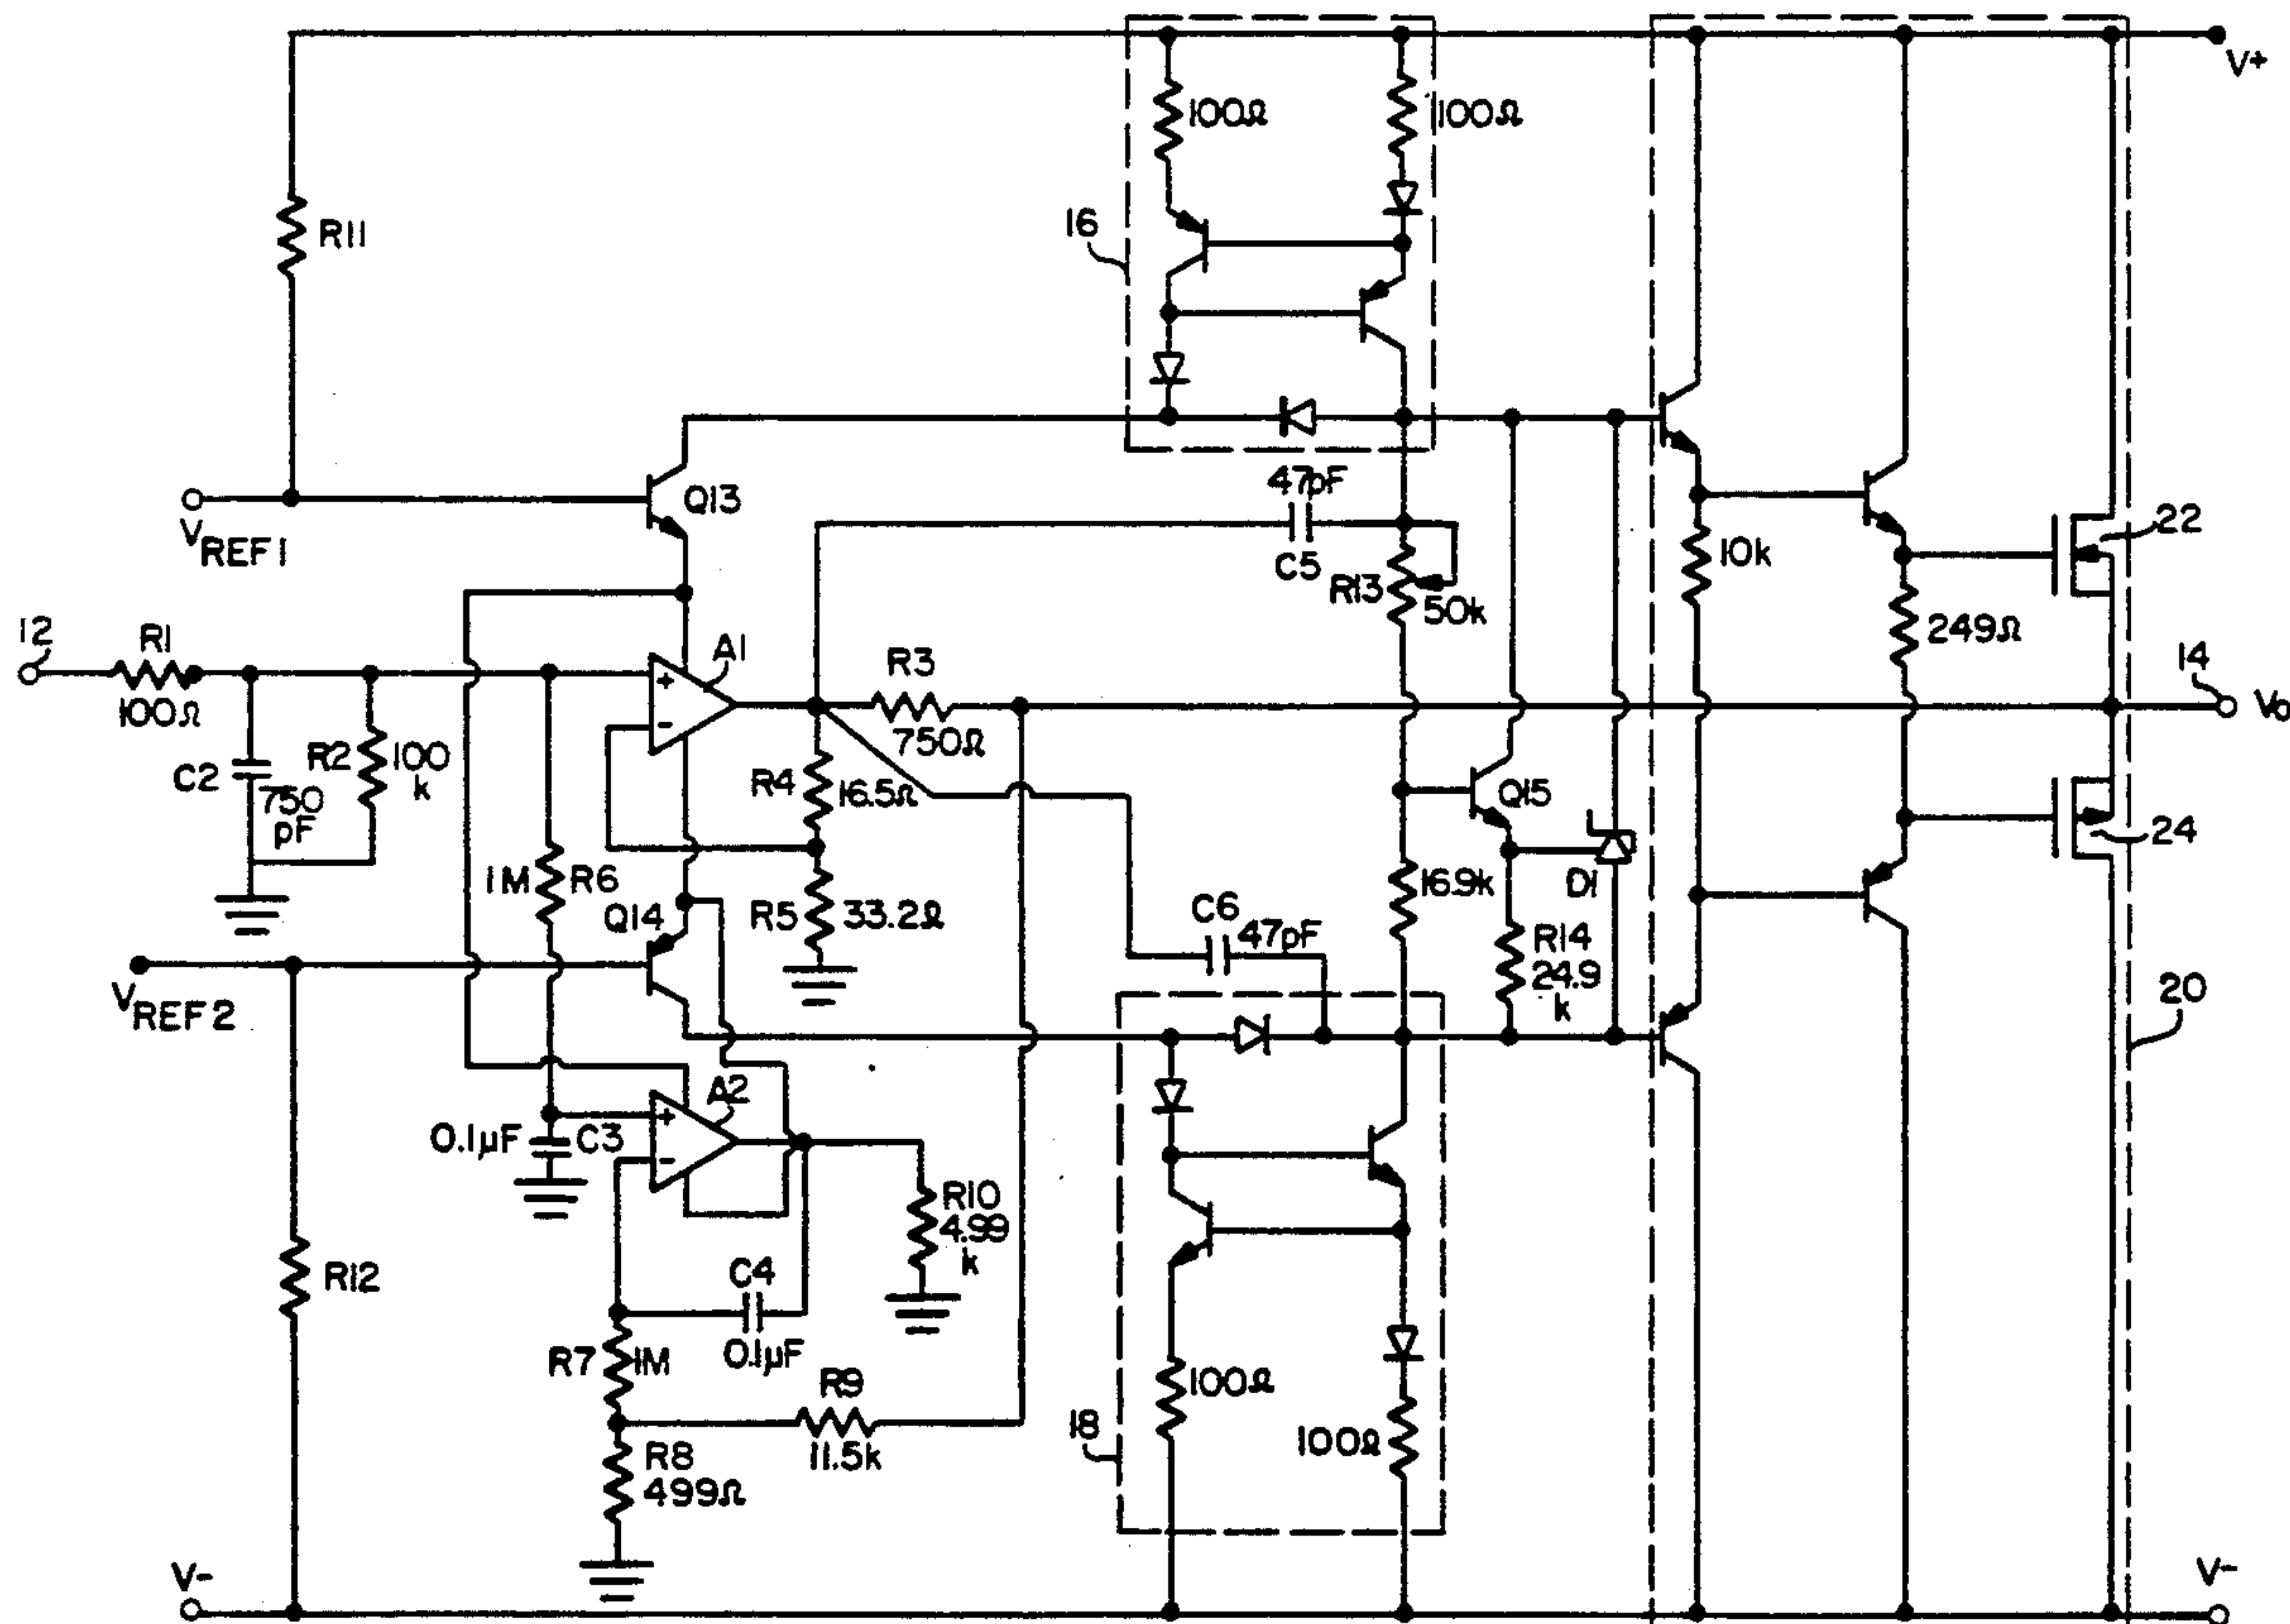 V+
100Ω
100Ω
16
R11
Q13
47pF
C5
VREF1
22
10k
R13
50k
249Ω
12
R1
100Ω
A1
+
-
R3
750Ω
14
Vo
C2
750
pF
R2
100
k
R4
16.5Ω
Q15
24
1M
R6
D1
16.9k
Q14
R5
33.2Ω
C6
47pF
R14
24.9
k
VREF2
20
A2
+
-
0.1µF
C3
R10
4.99
k
R12
C4
0.1µF
R7
1M
R9
11.5k
100Ω
18
100Ω
R8
499Ω
V-
V-